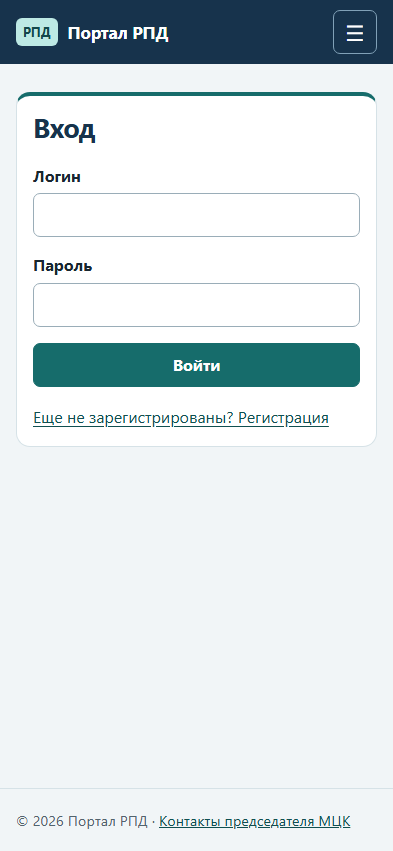 РПД Портал РПД
Вход
Логин
Пароль
Войти
Еще не зарегистрированы? Регистрация
© 2026 Портал РПД · Контакты председателя МЦК